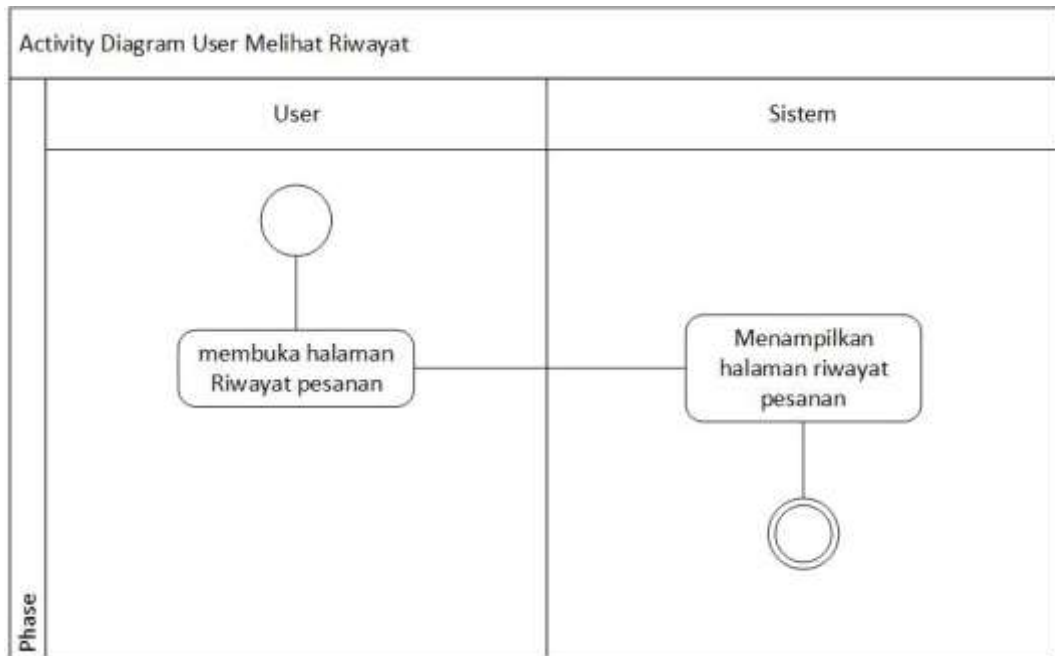 Activity Diagram User Melihat Riwayat
User
Sistem
membuka halaman
Riwayat pesanan
Menampilkan
halaman riwayat
pesanan
Phase